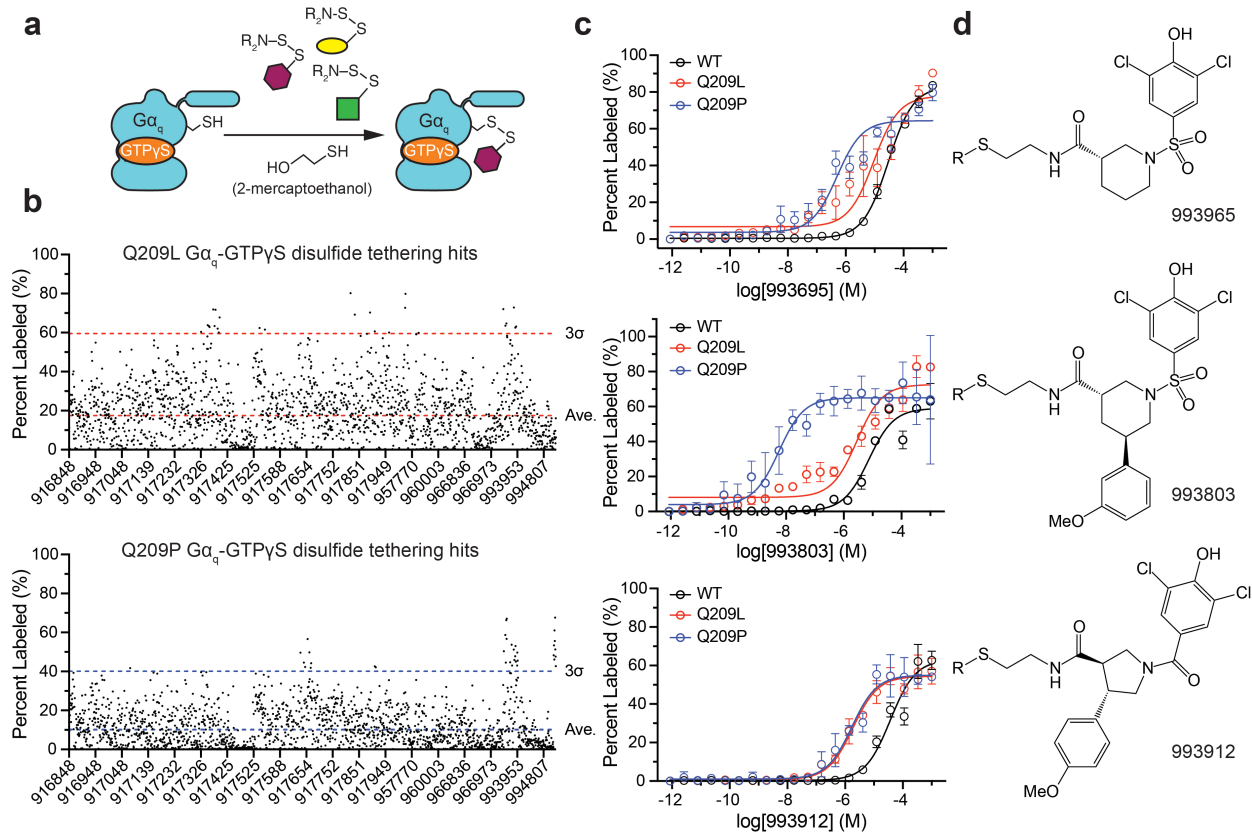 a
R2N-S
S
R2N-S
S
R2N-S
S
Gαq
SH
GTPγS
HO
SH
(2-mercaptoethanol)
Gαq
S
S
GTPγS
b
Q209L Gαq-GTPγS disulfide tethering hits
Percent Labeled (%)
100
80
60
40
20
0
3σ
Ave.
916848
916948
917048
917139
917232
917326
917425
917525
917588
917654
917752
917851
917949
957770
960003
966836
966973
993953
994807
Q209P Gαq-GTPγS disulfide tethering hits
Percent Labeled (%)
100
80
60
40
20
0
3σ
Ave.
916848
916948
917048
917139
917232
917326
917425
917525
917588
917654
917752
917851
917949
957770
960003
966836
966973
993953
994807
c
Percent Labeled (%)
100
80
60
40
20
0
WT
Q209L
Q209P
-12 -10 -8 -6 -4
log[993695] (M)
Percent Labeled (%)
100
80
60
40
20
0
WT
Q209L
Q209P
-12 -10 -8 -6 -4
log[993803] (M)
Percent Labeled (%)
100
80
60
40
20
0
WT
Q209L
Q209P
-12 -10 -8 -6 -4
log[993912] (M)
d
OH
Cl
Cl
O
R
S
N
H
N
S
O
O
993965
OH
Cl
Cl
O
R
S
N
H
N
S
O
O
MeO
993803
OH
Cl
Cl
O
R
S
N
H
N
O
MeO
993912